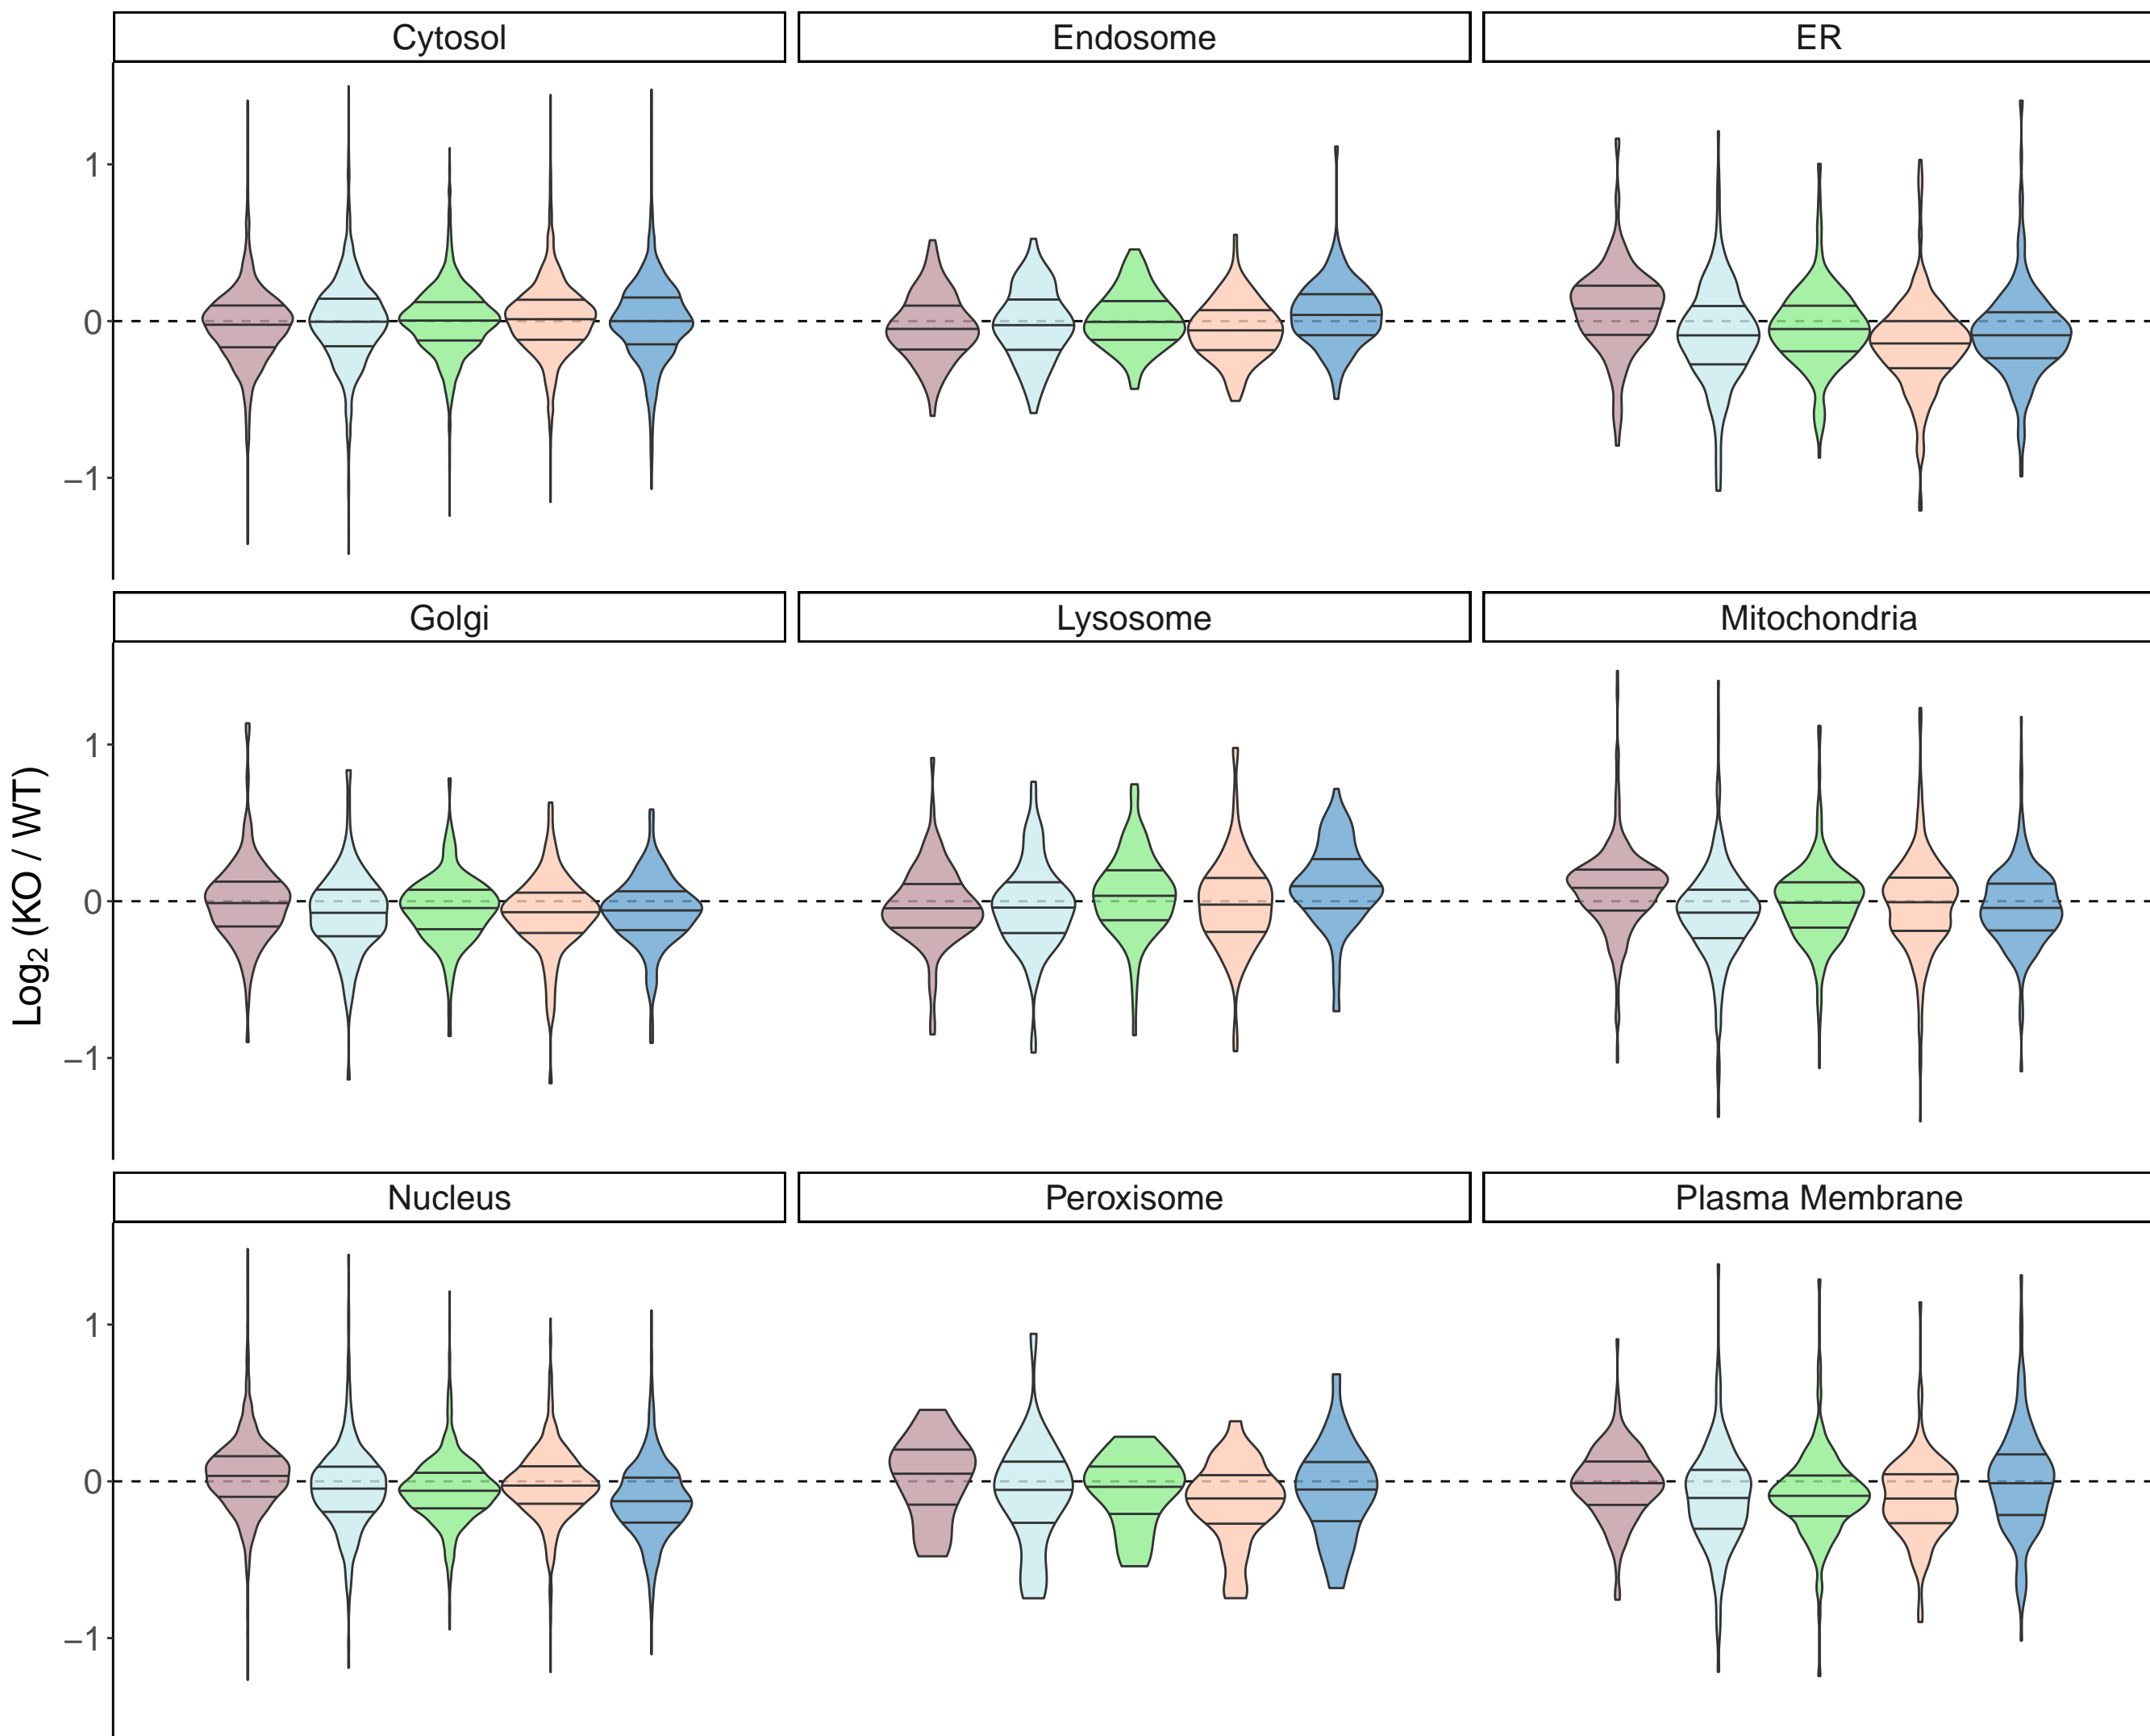 Cytosol Endosome ER
1
0
−1
Golgi Lysosome Mitochondria
1
0
−1
Log₂ (KO / WT)
Nucleus Peroxisome Plasma Membrane
1
0
−1